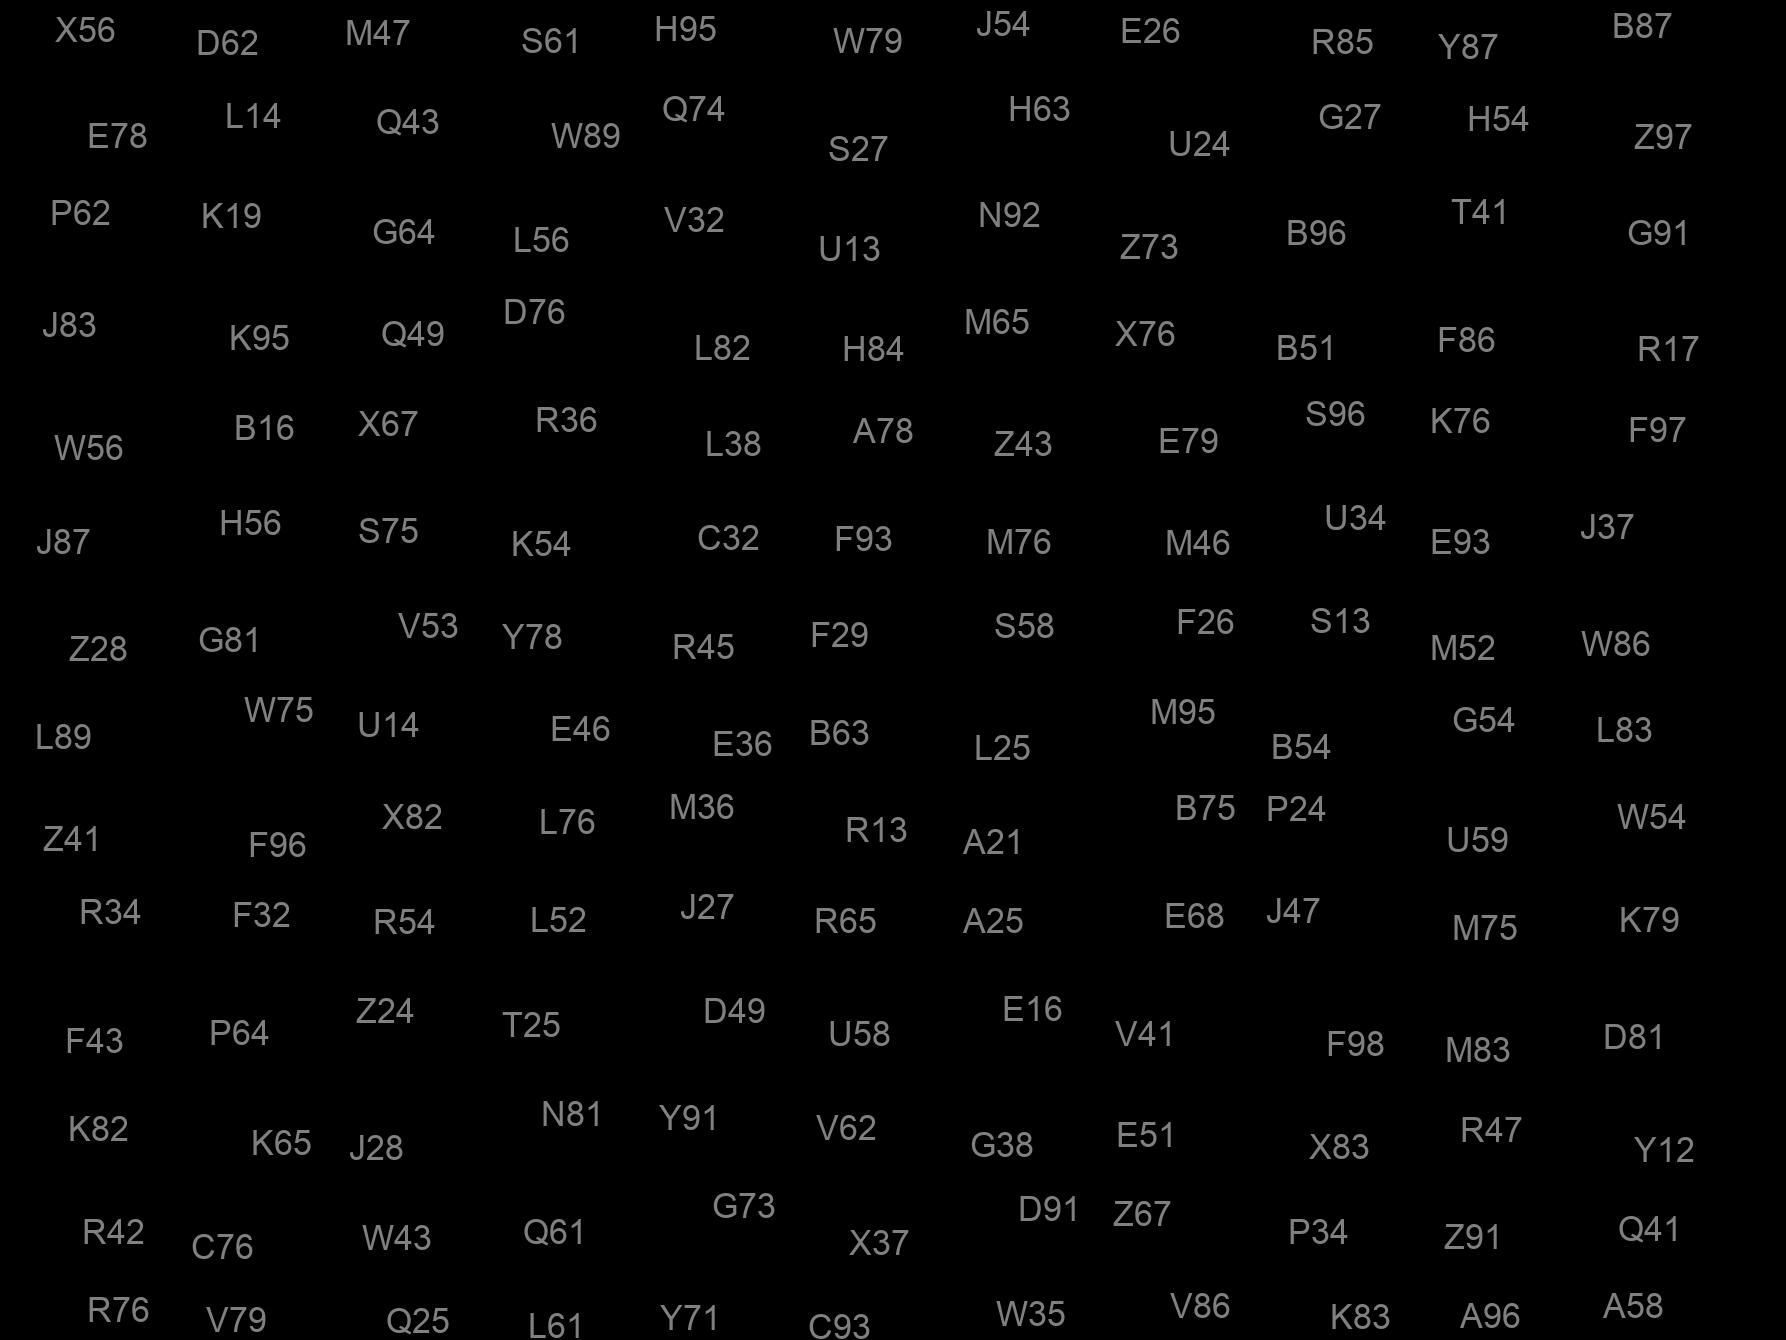 X56 D62 M47 S61 H95 W79 J54 E26 R85 Y87 B87
E78 L14 Q43 W89 Q74 S27 H63 U24 G27 H54 Z97
P62 K19 G64 L56 V32 U13 N92 Z73 B96 T41 G91
J83 K95 Q49 D76 L82 H84 M65 X76 B51 F86 R17
W56 B16 X67 R36 L38 A78 Z43 E79 S96 K76 F97
J87 H56 S75 K54 C32 F93 M76 M46 U34 E93 J37
Z28 G81 V53 Y78 R45 F29 S58 F26 S13 M52 W86
L89 W75 U14 E46 E36 B63 L25 M95 B54 G54 L83
Z41 F96 X82 L76 M36 R13 A21 B75 P24 U59 W54
R34 F32 R54 L52 J27 R65 A25 E68 J47 M75 K79
F43 P64 Z24 T25 D49 U58 E16 V41 F98 M83 D81
K82 K65 J28 N81 Y91 V62 G38 E51 X83 R47 Y12
R42 C76 W43 Q61 G73 X37 D91 Z67 P34 Z91 Q41
R76 V79 Q25 L61 Y71 C93 W35 V86 K83 A96 A58